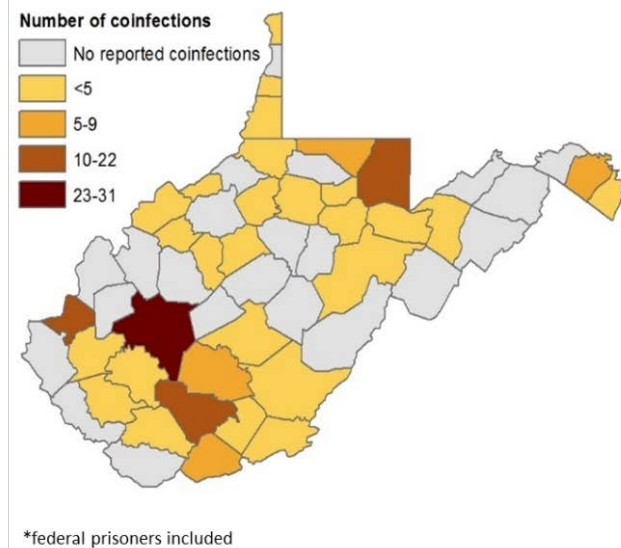 Number of coinfections
No reported coinfections
<5
5-9
10-22
23-31
*federal prisoners included